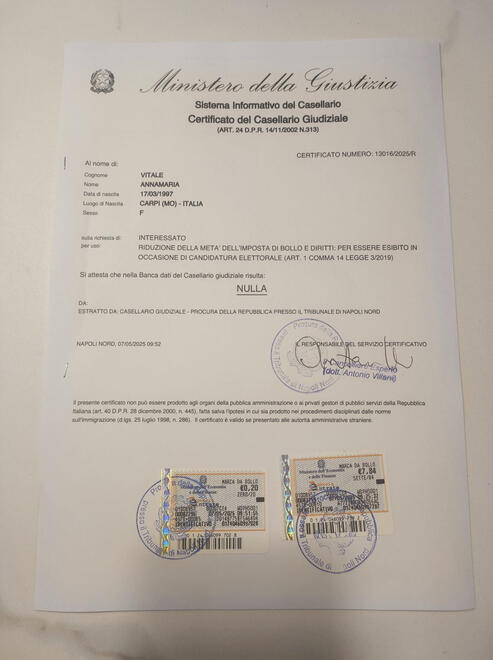 Ministero della Giustizia
Sistema Informativo del Casellario
Certificato del Casellario Giudiziale
(ART. 24 D.P.R. 14/11/2002 N.313)
CERTIFICATO NUMERO: 13016/2025/R
Al nome di:
Cognome VITALE
Nome ANNAMARIA
Data di nascita 17/03/1997
Luogo di Nascita CARPI (MO) - ITALIA
Sesso F
sulla richiesta di: INTERESSATO
per uso: RIDUZIONE DELLA META' DELL'IMPOSTA DI BOLLO E DIRITTI: PER ESSERE ESIBITO IN
OCCASIONE DI CANDIDATURA ELETTORALE (ART. 1 COMMA 14 LEGGE 3/2019)
Si attesta che nella Banca dati del Casellario giudiziale risulta:
NULLA
DA:
ESTRATTO DA: CASELLARIO GIUDIZIALE - PROCURA DELLA REPUBBLICA PRESSO IL TRIBUNALE DI NAPOLI NORD
NAPOLI NORD, 07/05/2025 09:52
IL RESPONSABILE DEL SERVIZIO CERTIFICATIVO
(dott. Antonio Villani)
Il presente certificato non può essere prodotto agli organi della pubblica amministrazione o ai privati gestori di pubblici servizi della Repubblica
Italiana (art. 40 D.P.R. 28 dicembre 2000, n. 445), fatta salva l'ipotesi in cui sia prodotto nei procedimenti disciplinati dalle norme
sull'immigrazione (d.lgs. 25 luglio 1998, n. 286). Il certificato è valido se presentato alle autorità amministrative straniere.
MARCA DA BOLLO
€0,20
ZERO/20
Ministero dell'Economia
e delle Finanze
MARCA DA BOLLO
€7,84
SETTE/84